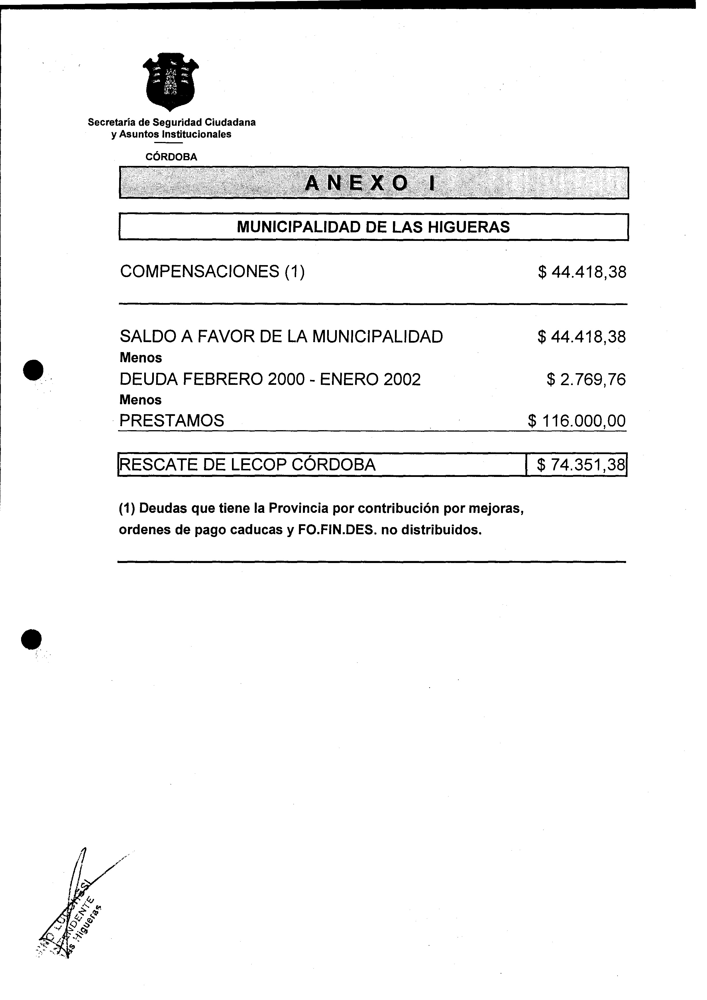 Secretaría de Seguridad Ciudadana
y Asuntos Institucionales
CÓRDOBA
ANEXO I
MUNICIPALIDAD DE LAS HIGUERAS
COMPENSACIONES (1) $ 44.418,38
SALDO A FAVOR DE LA MUNICIPALIDAD $ 44.418,38
Menos
DEUDA FEBRERO 2000 - ENERO 2002 $ 2.769,76
Menos
PRESTAMOS $ 116.000,00
RESCATE DE LECOP CÓRDOBA $ 74.351,38
(1) Deudas que tiene la Provincia por contribución por mejoras,
ordenes de pago caducas y FO.FIN.DES. no distribuidos.
INTENDENTE
Las Higueras